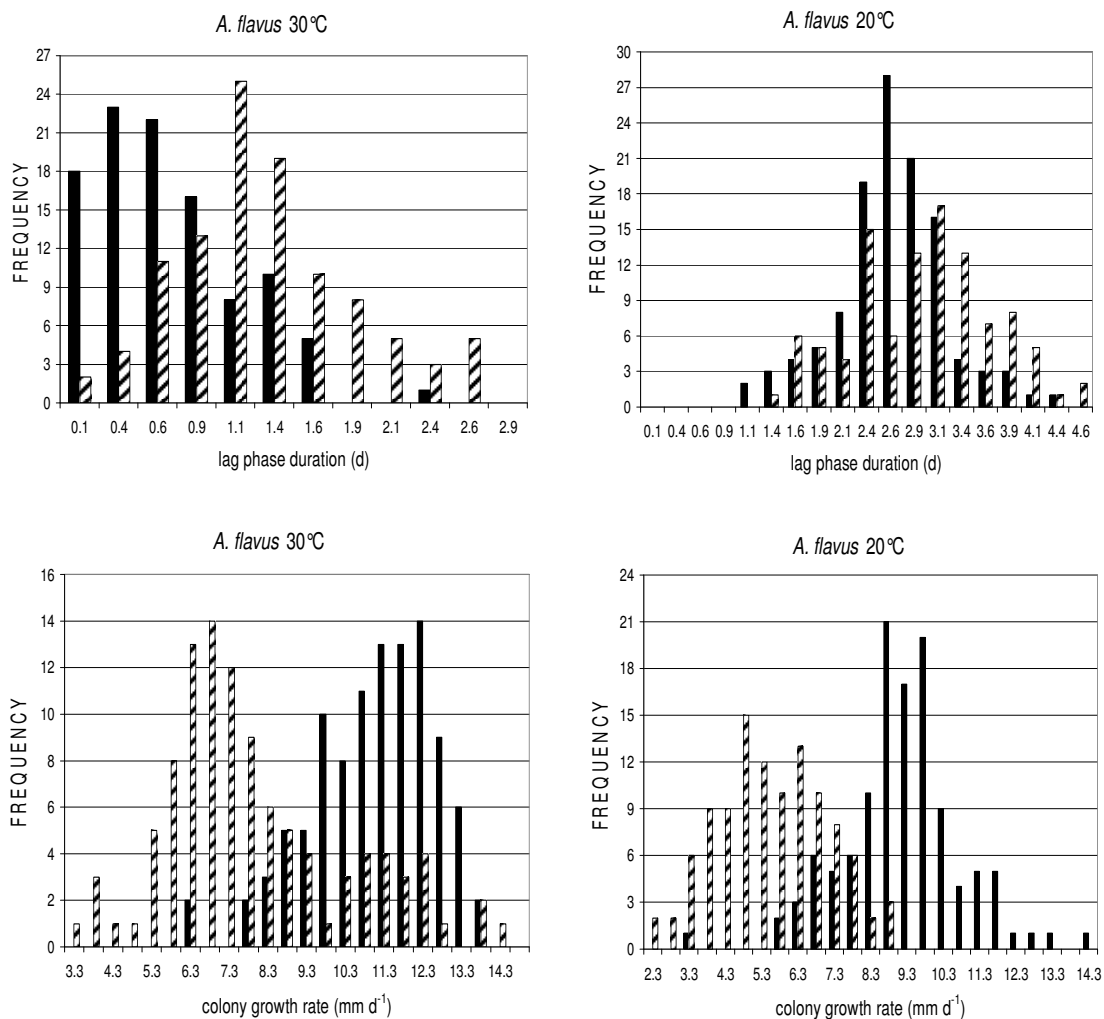 A. flavus 30°C
27
24
21
18
15
12
9
6
3
0
FREQUENCY
0.1 0.4 0.6 0.9 1.1 1.4 1.6 1.9 2.1 2.4 2.6 2.9
lag phase duration (d)
A. flavus 20°C
30
27
24
21
18
15
12
9
6
3
0
FREQUENCY
0.1 0.4 0.6 0.9 1.1 1.4 1.6 1.9 2.1 2.4 2.6 2.9 3.1 3.4 3.6 3.9 4.1 4.4 4.6
lag phase duration (d)
A. flavus 30°C
16
14
12
10
8
6
4
2
0
FREQUENCY
3.3 4.3 5.3 6.3 7.3 8.3 9.3 10.3 11.3 12.3 13.3 14.3
colony growth rate (mm d⁻¹)
A. flavus 20°C
24
21
18
15
12
9
6
3
0
FREQUENCY
2.3 3.3 4.3 5.3 6.3 7.3 8.3 9.3 10.3 11.3 12.3 13.3 14.3
colony growth rate (mm d⁻¹)